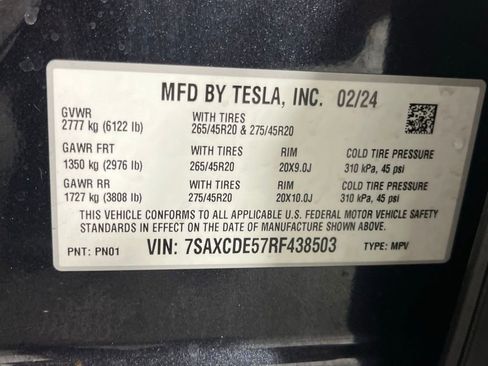 MFD BY TESLA, INC. 02/24
GVWR WITH TIRES
2777 kg (6122 lb) 265/45R20 & 275/45R20
GAWR FRT WITH TIRES RIM COLD TIRE PRESSURE
1350 kg (2976 lb) 265/45R20 20X9.0J 310 kPa, 45 psi
GAWR RR WITH TIRES RIM COLD TIRE PRESSURE
1727 kg (3808 lb) 275/45R20 20X10.0J 310 kPa, 45 psi
THIS VEHICLE CONFORMS TO ALL APPLICABLE U.S. FEDERAL MOTOR VEHICLE SAFETY
STANDARDS IN EFFECT ON THE DATE OF MANUFACTURE SHOWN ABOVE.
PNT: PN01 VIN: 7SAXCDE57RF438503 TYPE: MPV